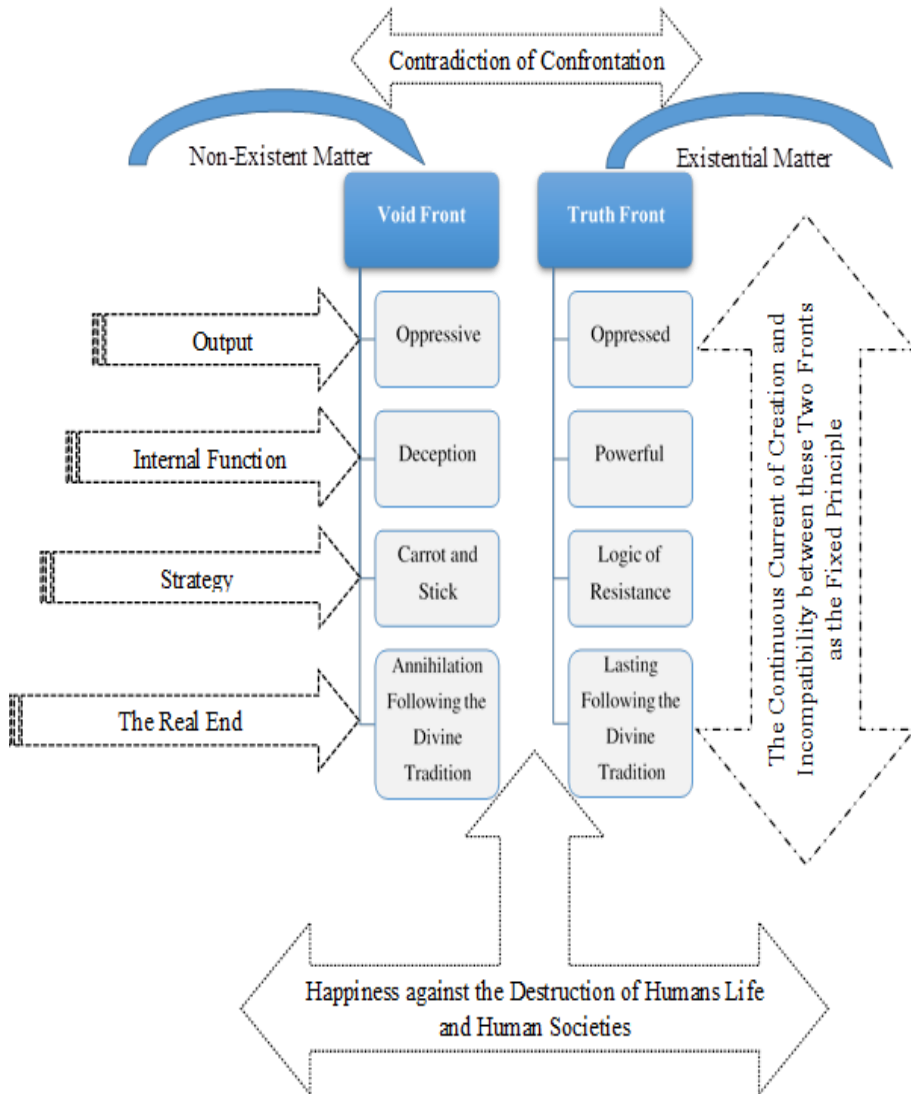 Contradiction of Confrontation
Non-Existent Matter
Existential Matter
Void Front
Truth Front
Output
Oppressive
Oppressed
Internal Function
Deception
Powerful
Strategy
Carrot and
Stick
Logic of
Resistance
The Real End
Annihilation
Following the
Divine
Tradition
Lasting
Following the
Divine
Tradition
The Continuous Current of Creation and
Incompatibility between these Two Fronts
as the Fixed Principle
Happiness against the Destruction of Humans Life
and Human Societies